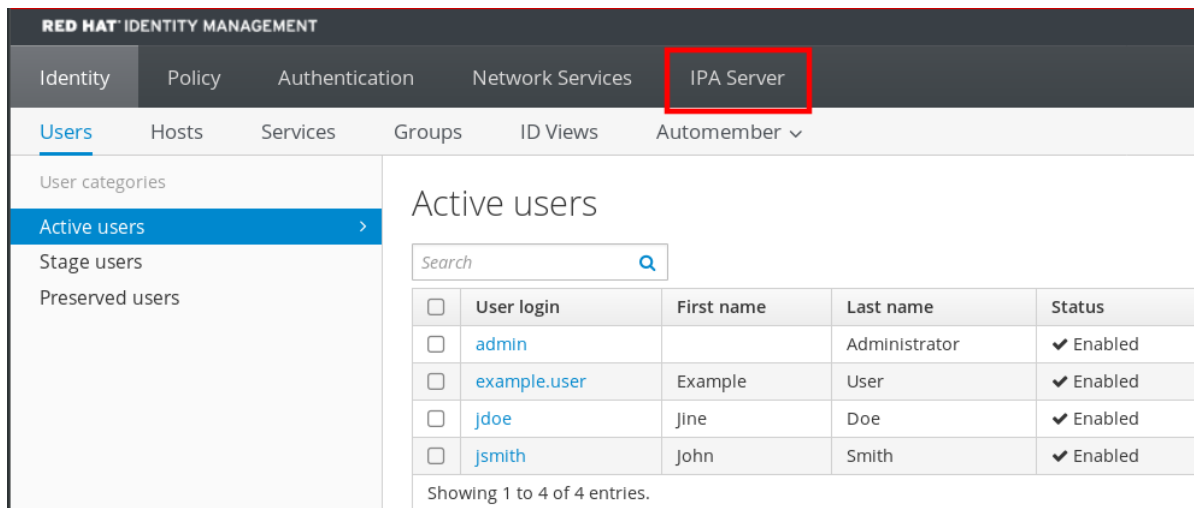 RED HAT IDENTITY MANAGEMENT
Identity Policy Authentication Network Services IPA Server
Users Hosts Services Groups ID Views Automember
User categories
Active users
Stage users
Preserved users
Active users
Search
User login First name Last name Status
admin Administrator Enabled
example.user Example User Enabled
jdoe Jine Doe Enabled
jsmith John Smith Enabled
Showing 1 to 4 of 4 entries.